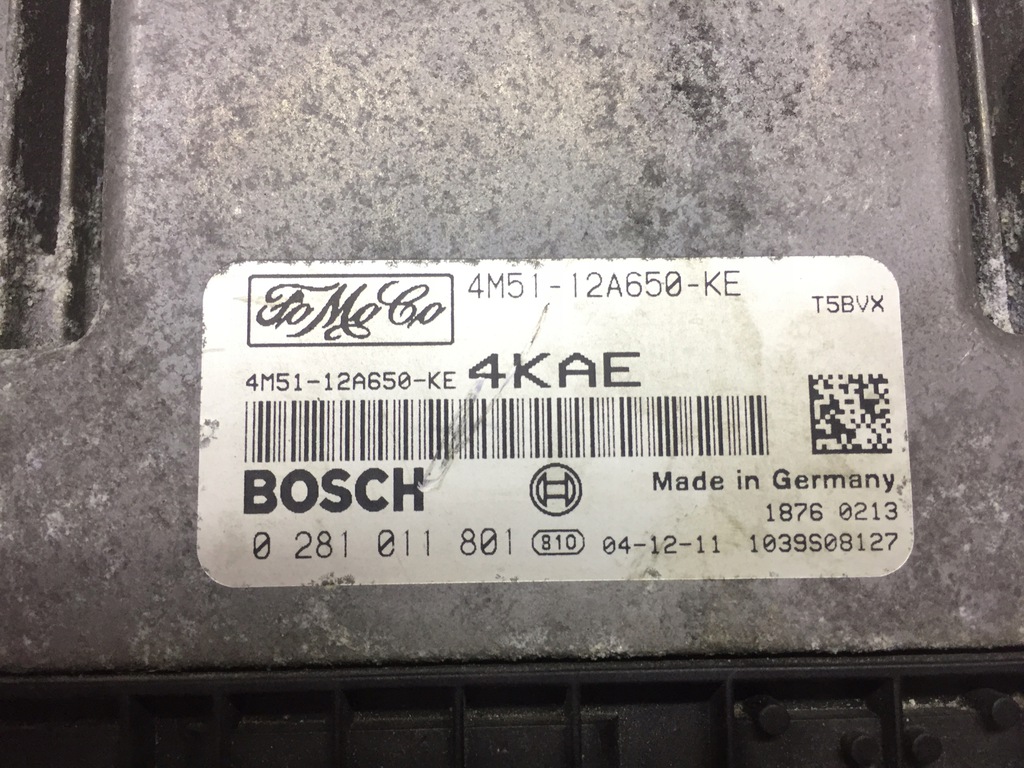 FoMoCo 4M51-12A650-KE
T5BVX
4M51-12A650-KE 4KAE
BOSCH Made in Germany
1876 0213
0 281 011 801 810 04-12-11 1039S08127